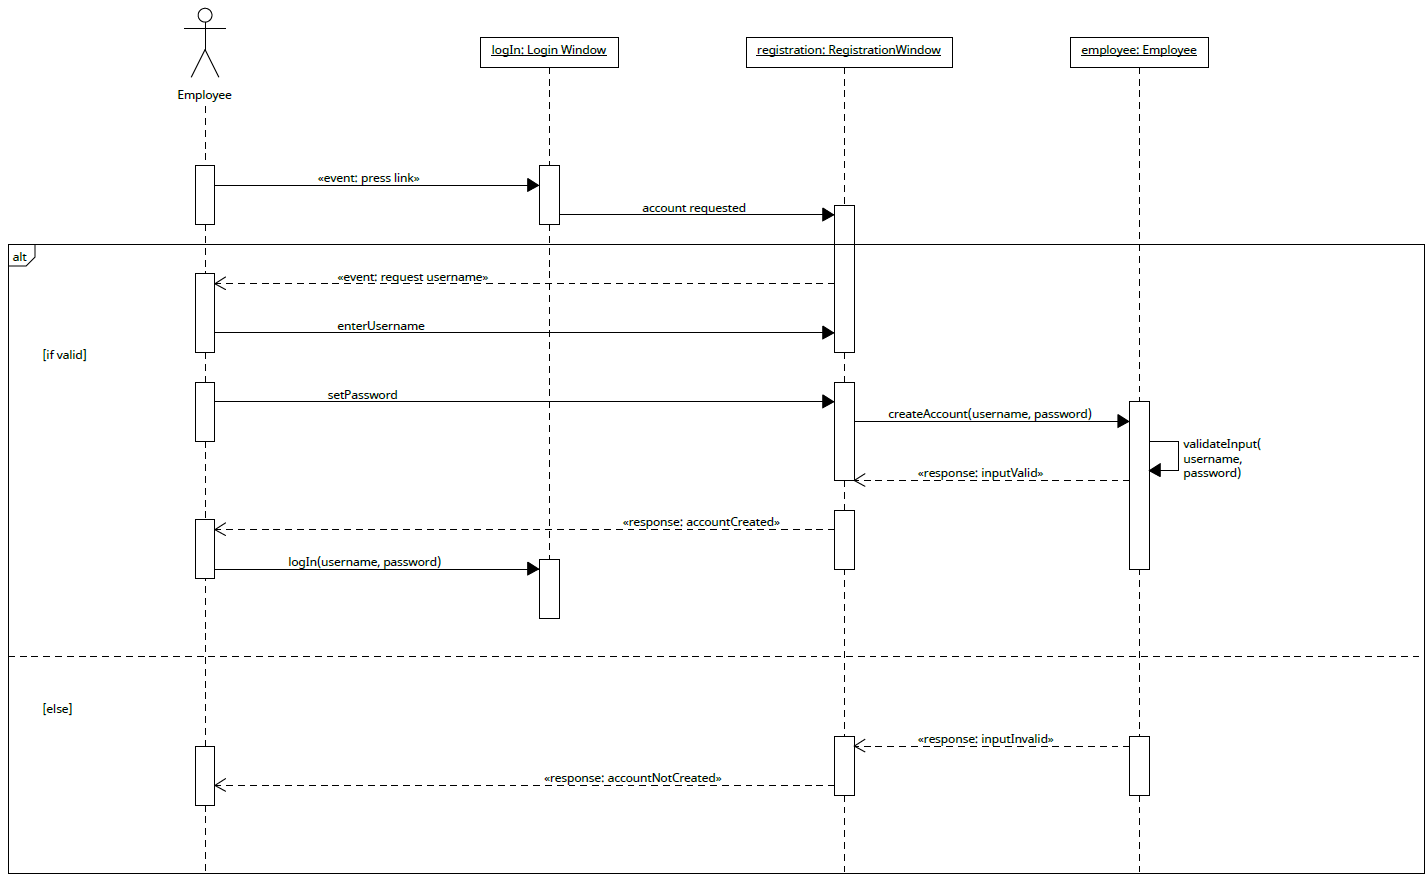 logIn: Login Window
registration: RegistrationWindow
employee: Employee
Employee
«event: press link»
account requested
alt
«event: request username»
enterUsername
[if valid]
setPassword
createAccount(username, password)
validateInput(
username,
password)
«response: inputValid»
«response: accountCreated»
logIn(username, password)
[else]
«response: inputInvalid»
«response: accountNotCreated»